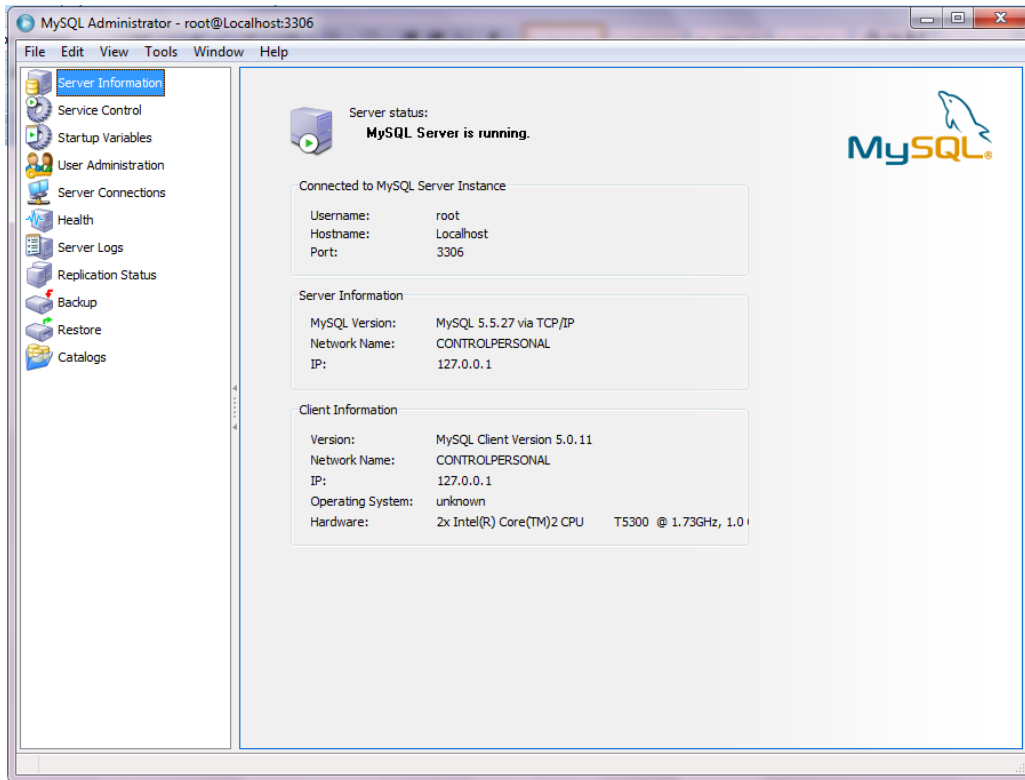 MySQL Administrator - root@Localhost:3306
File Edit View Tools Window Help
Server Information
Service Control
Startup Variables
User Administration
Server Connections
Health
Server Logs
Replication Status
Backup
Restore
Catalogs
Server status:
MySQL Server is running.
MySQL®
Connected to MySQL Server Instance
Username: root
Hostname: Localhost
Port: 3306
Server Information
MySQL Version: MySQL 5.5.27 via TCP/IP
Network Name: CONTROLPERSONAL
IP: 127.0.0.1
Client Information
Version: MySQL Client Version 5.0.11
Network Name: CONTROLPERSONAL
IP: 127.0.0.1
Operating System: unknown
Hardware: 2x Intel(R) Core(TM)2 CPU T5300 @ 1.73GHz, 1.0